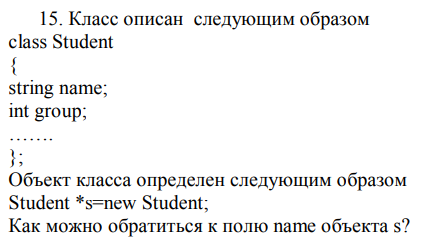 15. Класс описан следующим образом
class Student
{
string name;
int group;
…….
};
Объект класса определен следующим образом
Student *s=new Student;
Как можно обратиться к полю name объекта s?